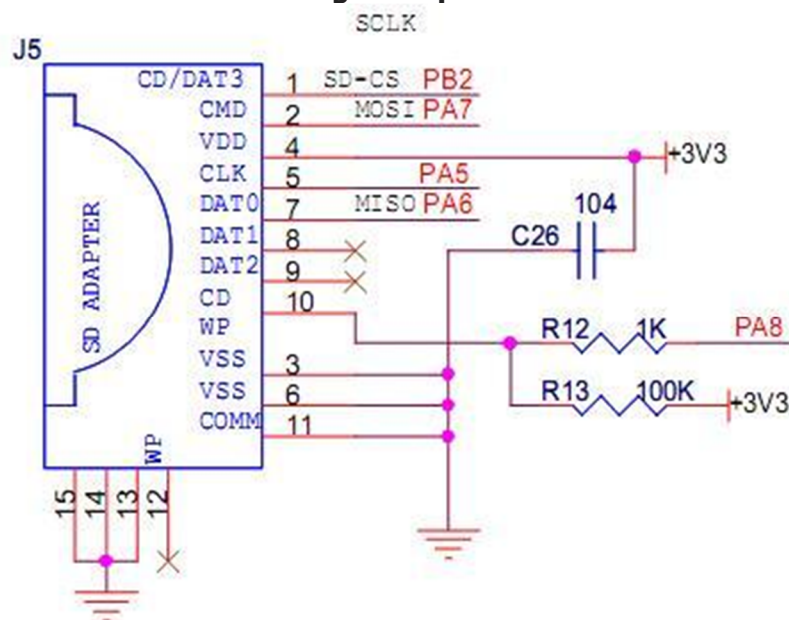 SCLK
J5
CD/DAT3 1 SD-CS PB2
CMD 2 MOSI PA7
VDD 4 +3V3
CLK 5 PA5
DAT0 7 MISO PA6
104
DAT1 8 C26
DAT2 9
CD 10
WP R12 1K PA8
VSS 3
VSS 6 R13 100K +3V3
COMM 11
SD ADAPTER
WP
15 14 13 12